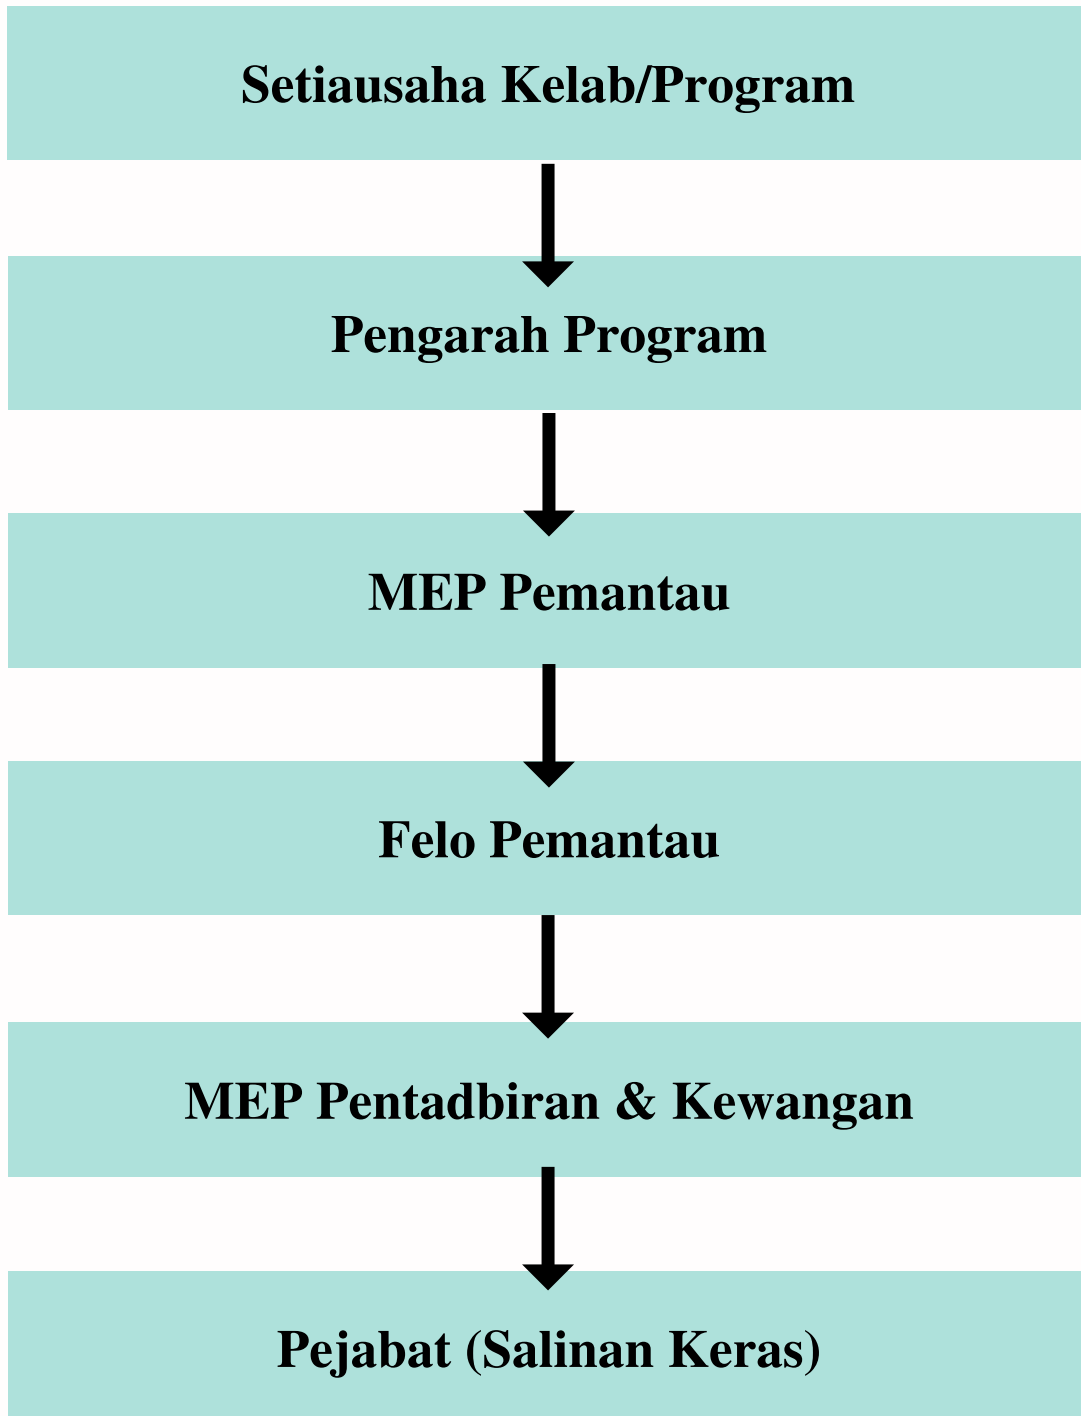 Setiausaha Kelab/Program
Pengarah Program
MEP Pemantau
Felo Pemantau
MEP Pentadbiran & Kewangan
Pejabat (Salinan Keras)